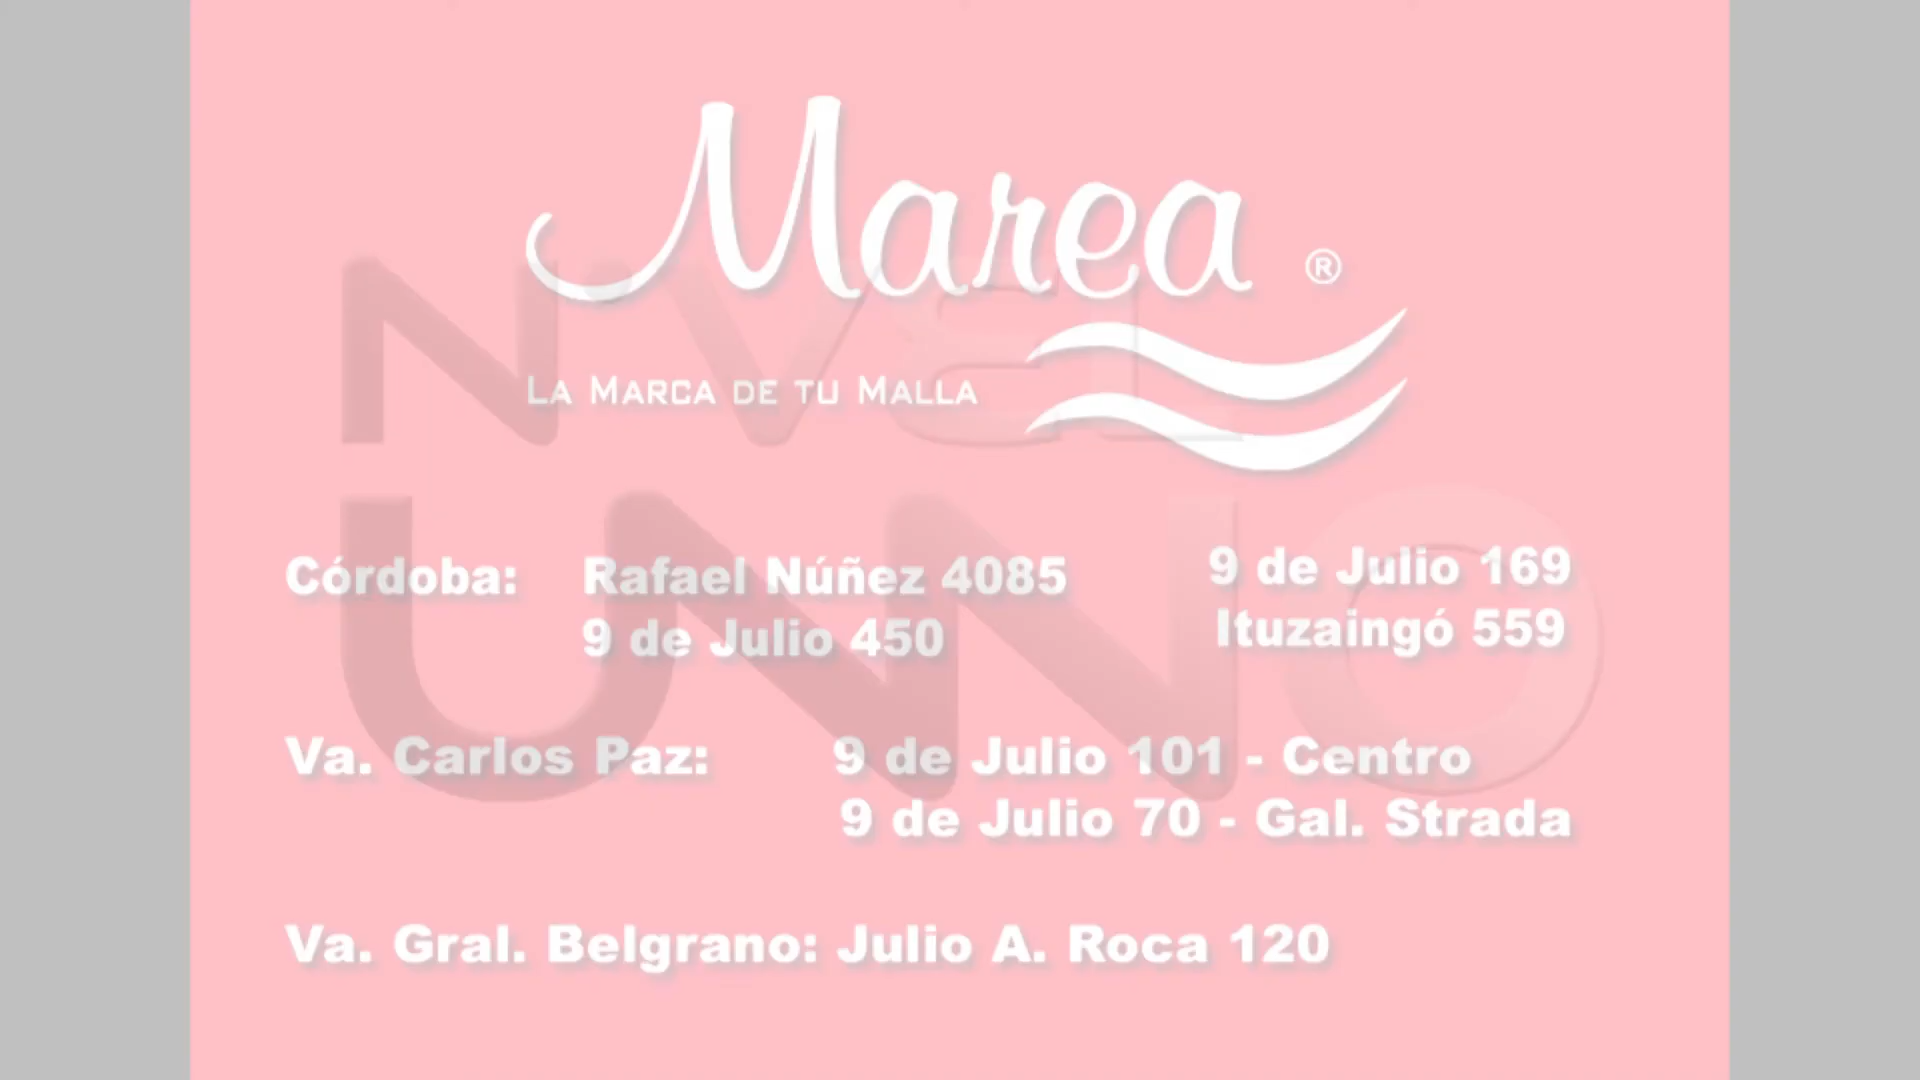 Marea ®
LA MARCA DE TU MALLA
NIVEL
UNNO
Córdoba: Rafael Núñez 4085 9 de Julio 169
9 de Julio 450 Ituzaingó 559
Va. Carlos Paz: 9 de Julio 101 - Centro
9 de Julio 70 - Gal. Strada
Va. Gral. Belgrano: Julio A. Roca 120